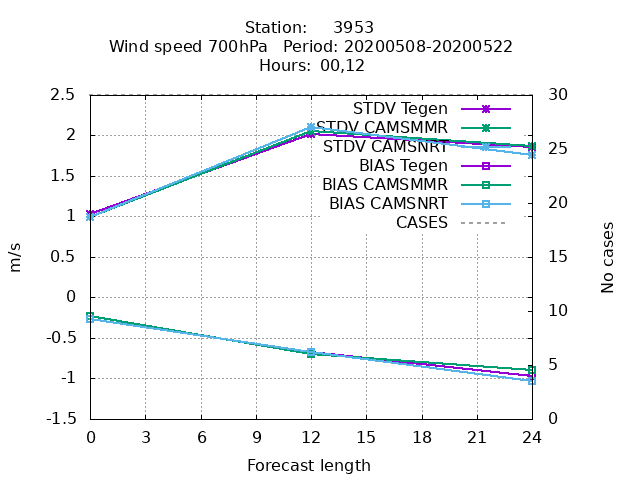 Station: 3953
Wind speed 700hPa Period: 20200508-20200522
Hours: 00,12
2.5
2
1.5
1
0.5
0
-0.5
-1
-1.5
m/s
STDV Tegen
STDV CAMSMMR
STDV CAMSNRT
BIAS Tegen
BIAS CAMSMMR
BIAS CAMSNRT
CASES
30
25
20
15
10
5
0
No cases
0 3 6 9 12 15 18 21 24
Forecast length